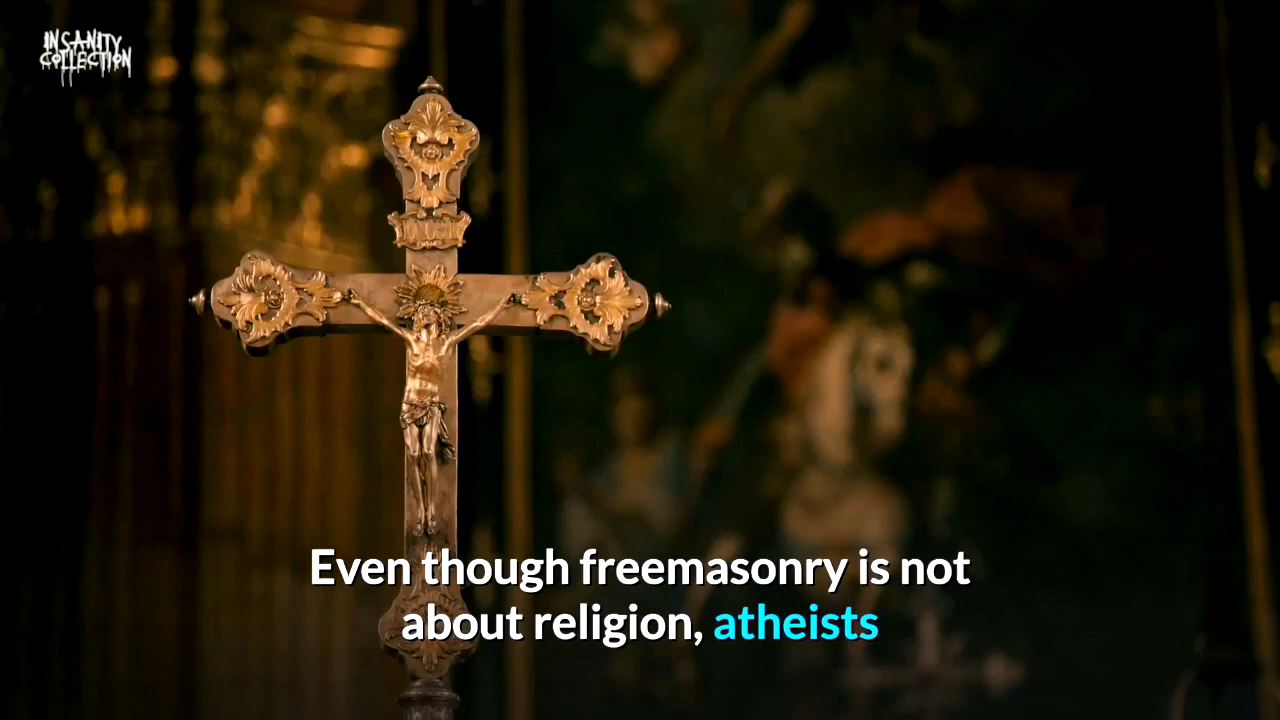 INSANITY
COLLECTION
Even though freemasonry is not
about religion, atheists